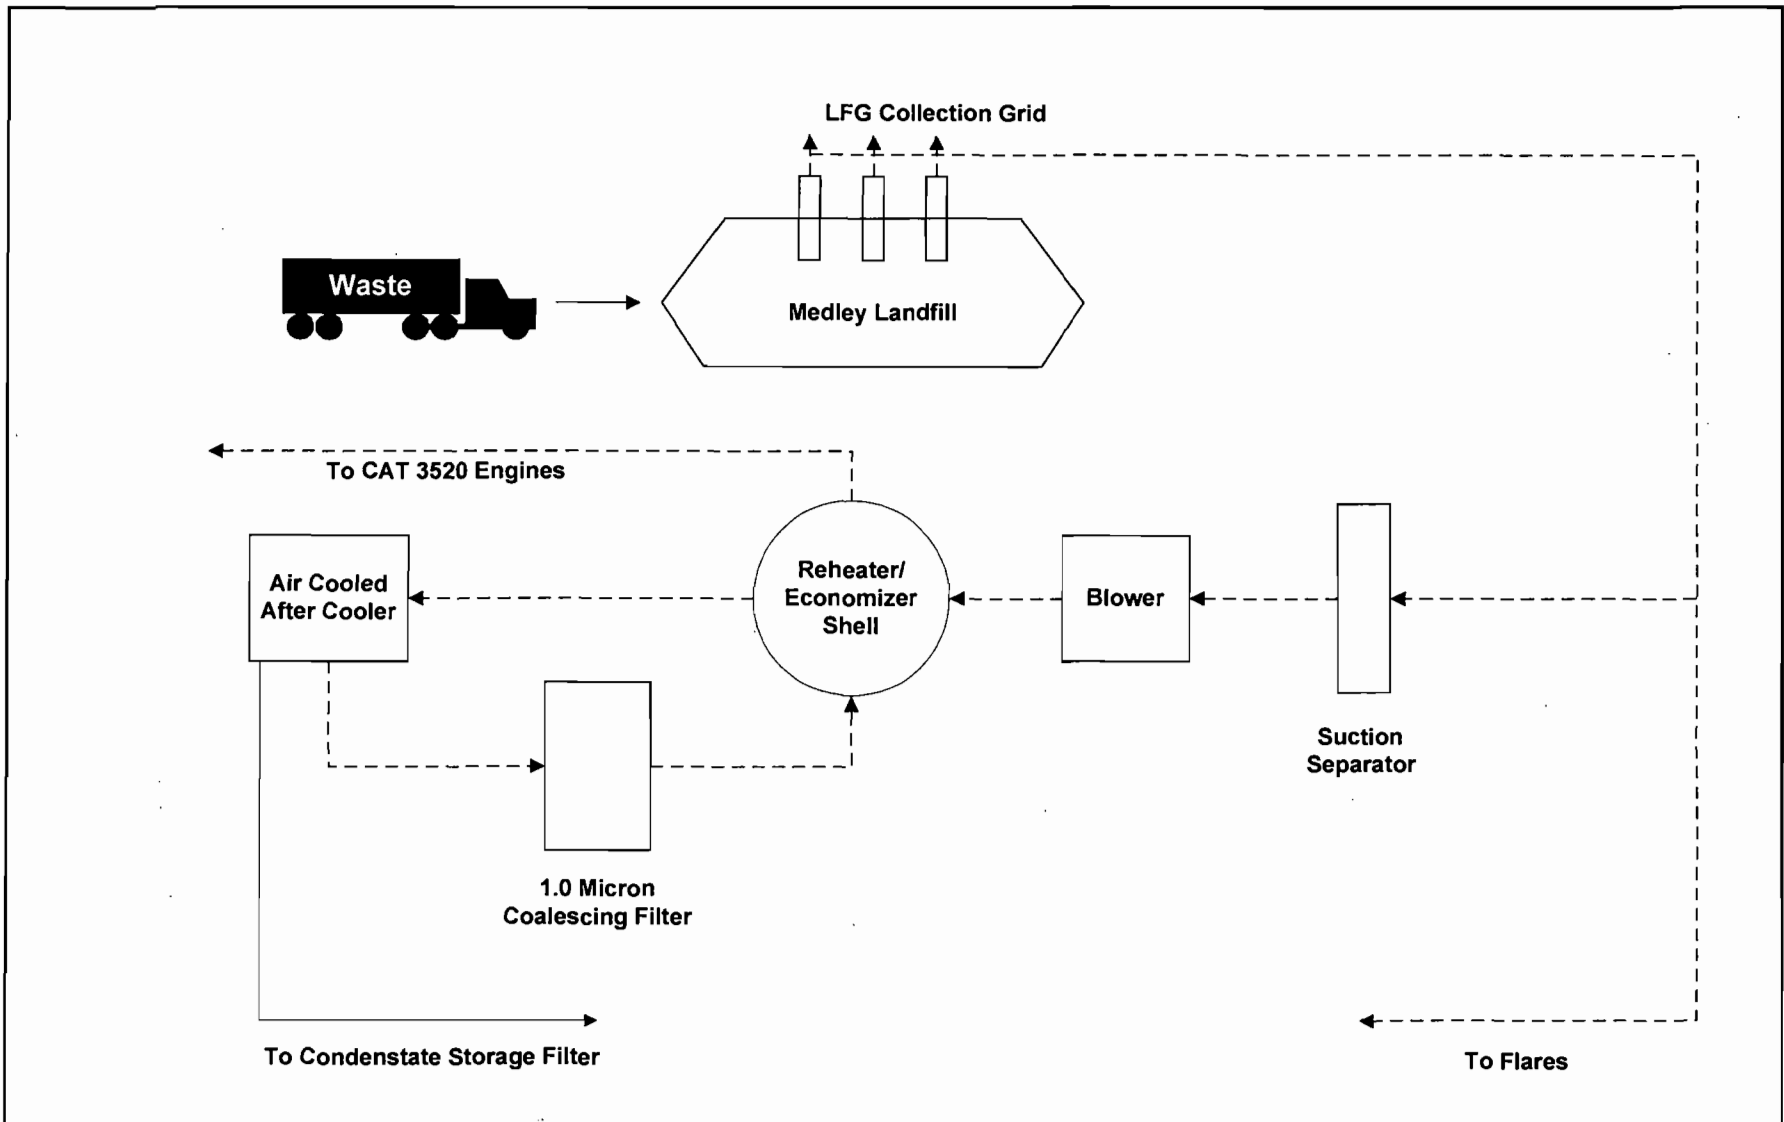 LFG Collection Grid
Waste
Medley Landfill
To CAT 3520 Engines
Air Cooled
After Cooler
Reheater/
Economizer
Shell
Blower
Suction
Separator
1.0 Micron
Coalescing Filter
To Condenstate Storage Filter
To Flares